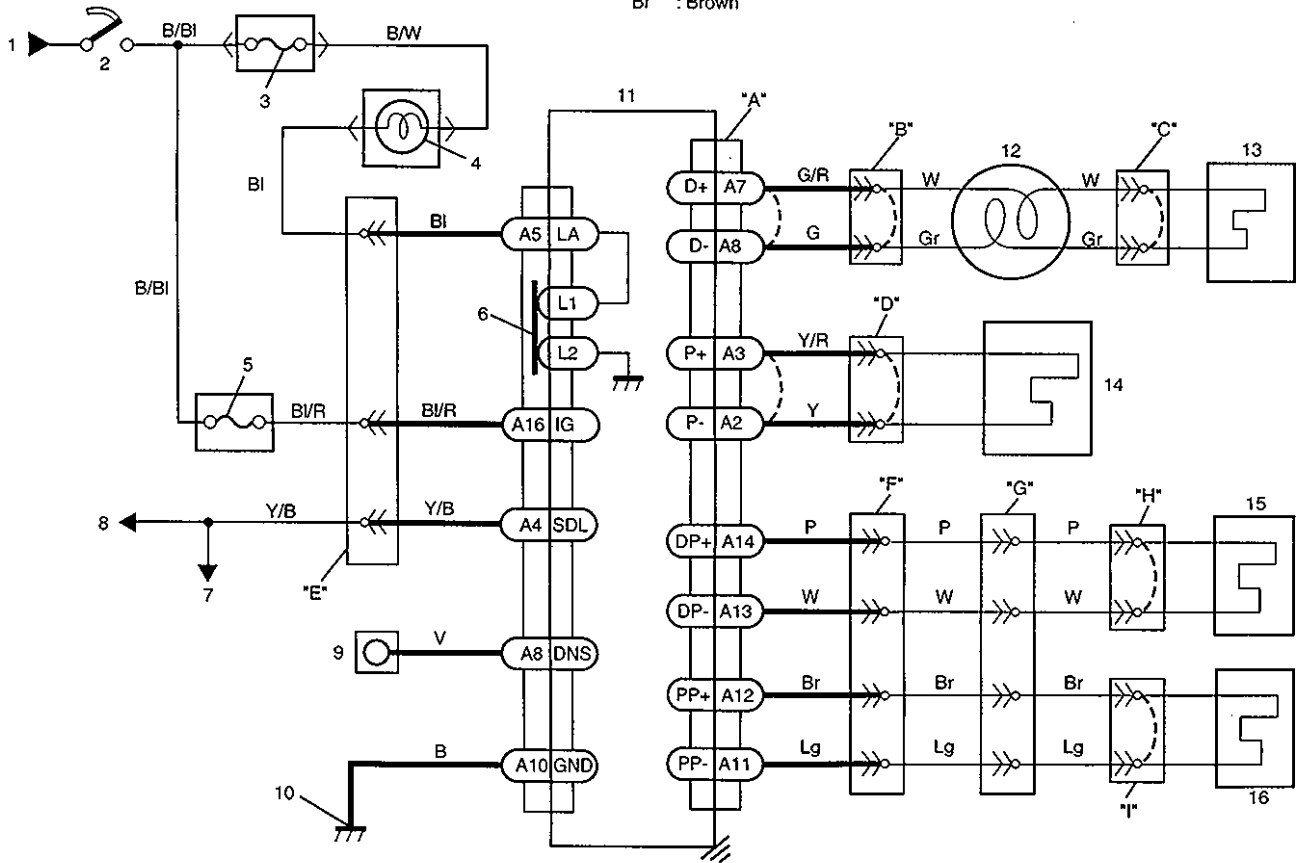 Br : Brown
1
2
B/Bl
3
B/W
4
11
"A"
"B"
12
"C"
13
Bl
Bl
A5 LA
D+ A7
G/R
W
W
D- A8
G
Gr
Gr
B/Bl
6
L1
L2
P+ A3
Y/R
"D"
14
5
Bl/R
Bl/R
A16 IG
P- A2
Y
8
Y/B
Y/B
A4 SDL
7
"E"
"F"
"G"
"H"
15
DP+ A14
P
P
P
DP- A13
W
W
W
9
V
A8 DNS
PP+ A12
Br
Br
Br
B
A10 GND
PP- A11
Lg
Lg
Lg
10
"I"
16